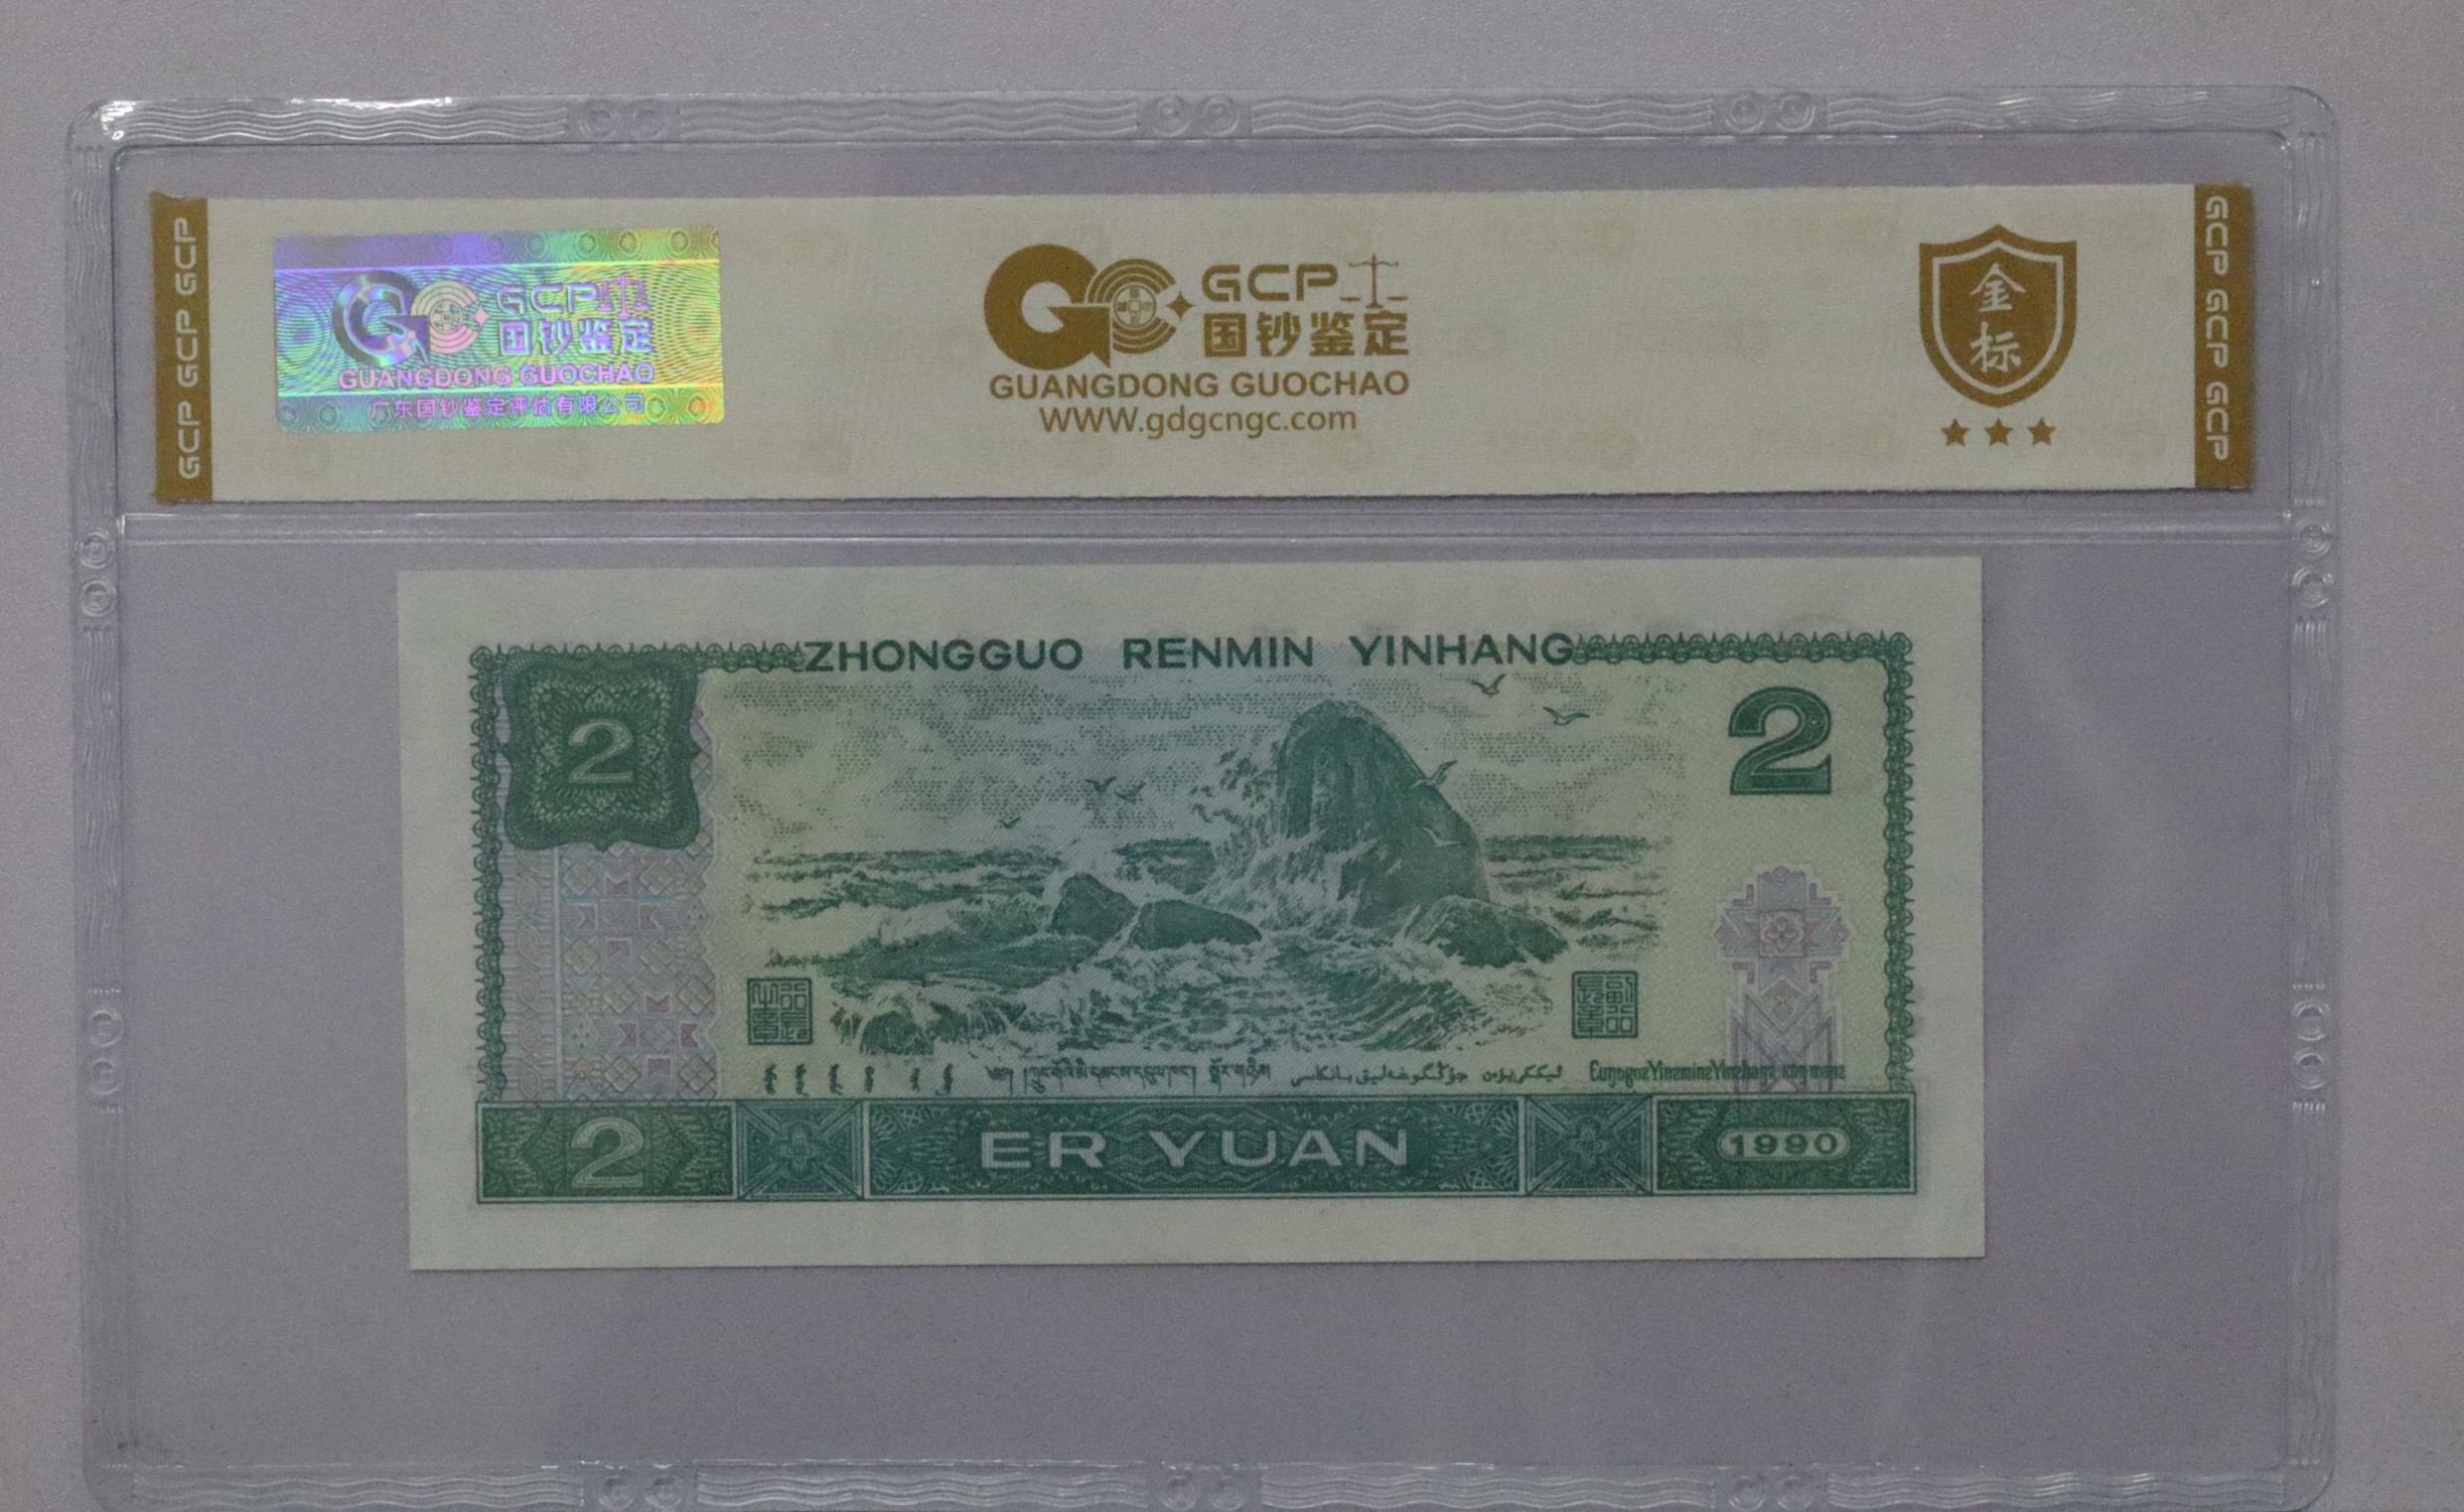 GCP GCP GCP
GCP
国钞鉴定
GUANGDONG GUOCHAO
广东国钞鉴定评估有限公司
GCP
国钞鉴定
GUANGDONG GUOCHAO
WWW.gdgcngc.com
金
标
GCP GCP GCP
ZHONGGUO RENMIN YINHANG
2
2
2
ER YUAN
1990